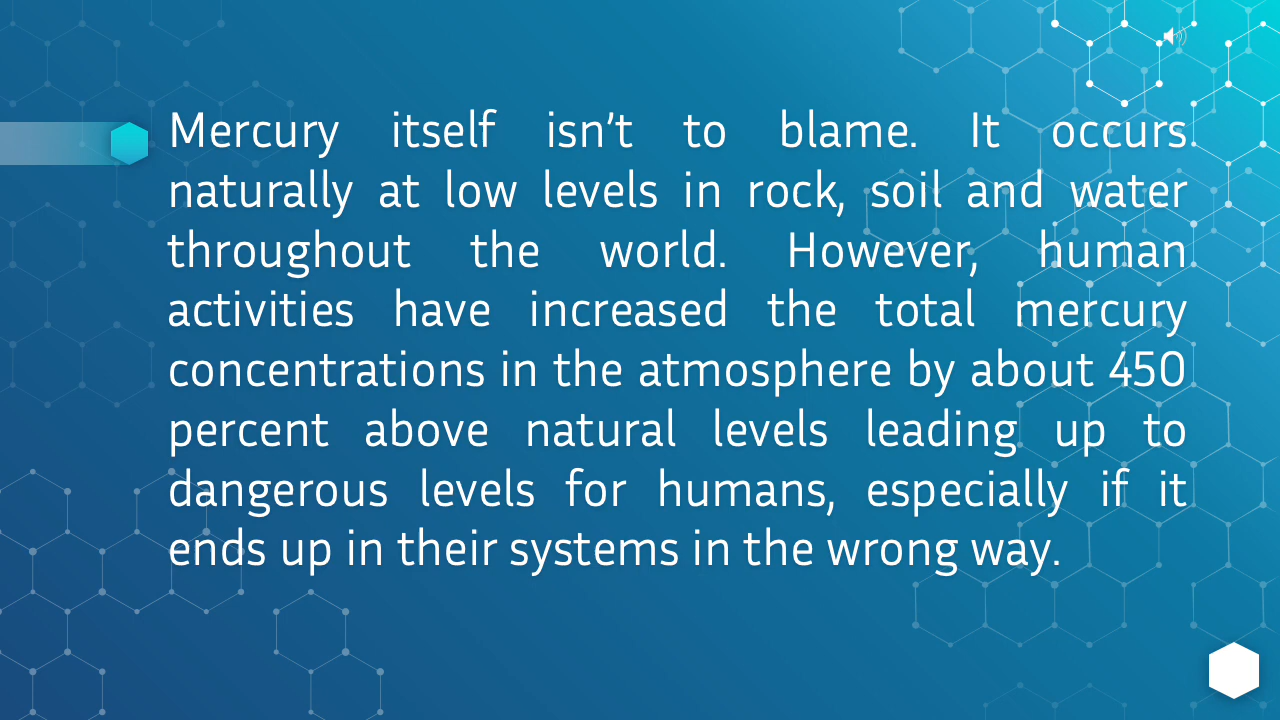 Mercury itself isn’t to blame. It occurs
naturally at low levels in rock, soil and water
throughout the world. However, human
activities have increased the total mercury
concentrations in the atmosphere by about 450
percent above natural levels leading up to
dangerous levels for humans, especially if it
ends up in their systems in the wrong way.